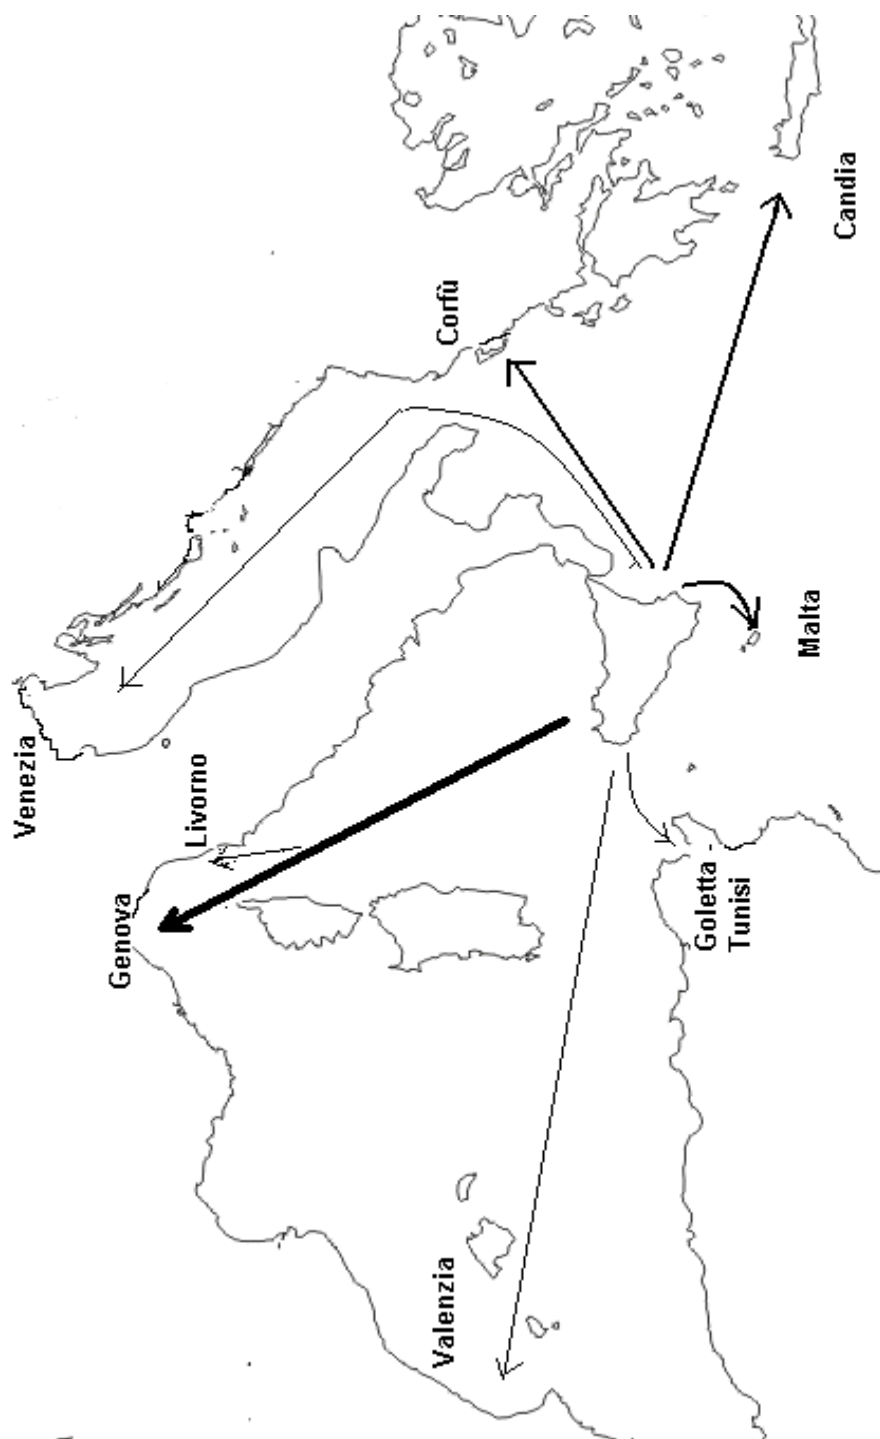 Venezia
Livorno
Genova
Corfù
Candia
Malta
Goletta
Tunisi
Valenzia